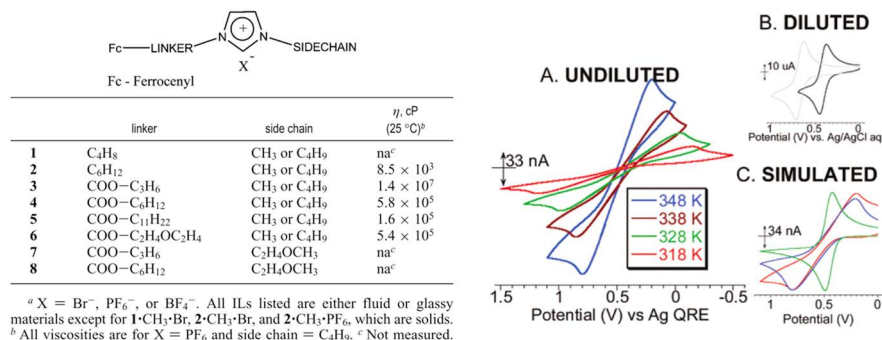 Fc—LINKER
N
+
N
SIDECHAIN
X⁻
Fc - Ferrocenyl
linker side chain η, cP (25 °C)ᵇ
1 C₄H₈ CH₃ or C₄H₉ naᶜ
2 C₆H₁₂ CH₃ or C₄H₉ 8.5 × 10³
3 COO−C₃H₆ CH₃ or C₄H₉ 1.4 × 10⁷
4 COO−C₆H₁₂ CH₃ or C₄H₉ 5.8 × 10⁵
5 COO−C₁₁H₂₂ CH₃ or C₄H₉ 1.6 × 10⁵
6 COO−C₂H₄OC₂H₄ CH₃ or C₄H₉ 5.4 × 10⁵
7 COO−C₃H₆ C₂H₄OCH₃ naᶜ
8 COO−C₆H₁₂ C₂H₄OCH₃ naᶜ
ᵃ X = Br⁻, PF₆⁻, or BF₄⁻. All ILs listed are either fluid or glassy
materials except for 1·CH₃·Br, 2·CH₃·Br, and 2·CH₃·PF₆, which are solids.
ᵇ All viscosities are for X = PF₆ and side chain = C₄H₉. ᶜ Not measured.
A. UNDILUTED
33 nA
348 K
338 K
328 K
318 K
1.5 1.0 0.5 0 -0.5
Potential (V) vs Ag QRE
B. DILUTED
10 uA
1 0
Potential (V) vs. Ag/AgCl aq
C. SIMULATED
34 nA
1 0.5 0
Potential (V)